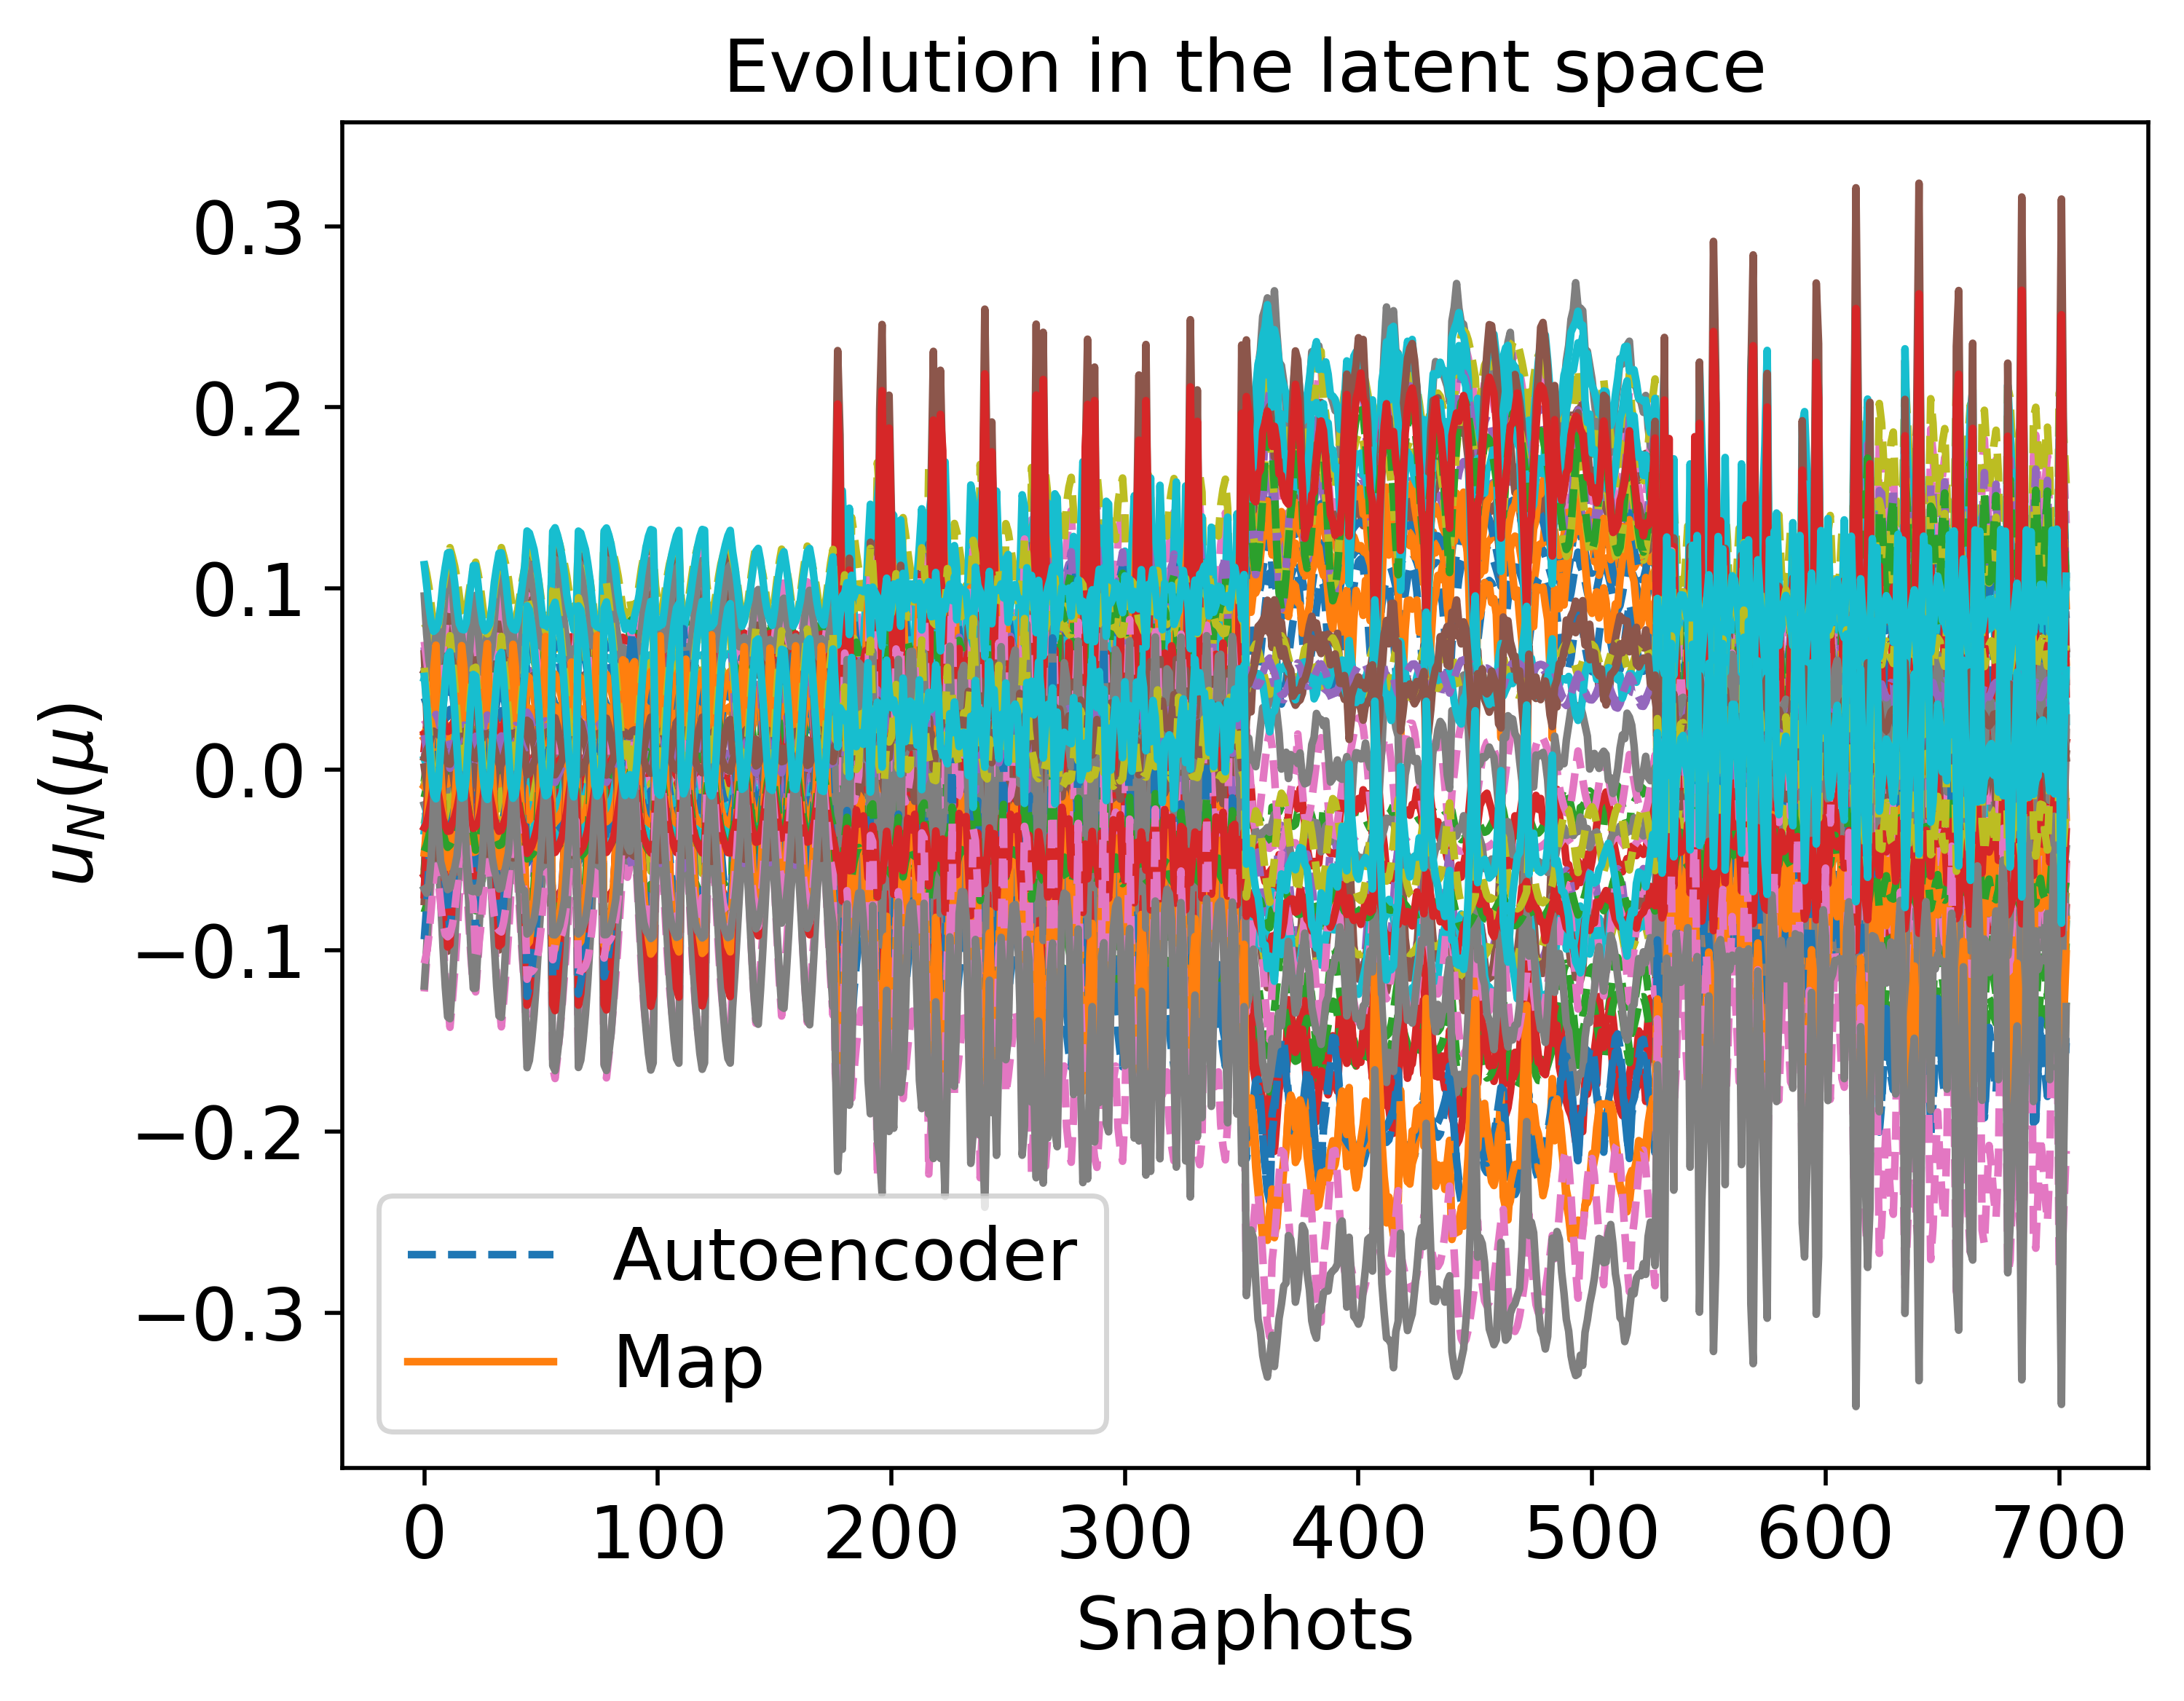 Evolution in the latent space
u_N(μ)
0.3
0.2
0.1
0.0
−0.1
−0.2
−0.3
Autoencoder
Map
0 100 200 300 400 500 600 700
Snaphots